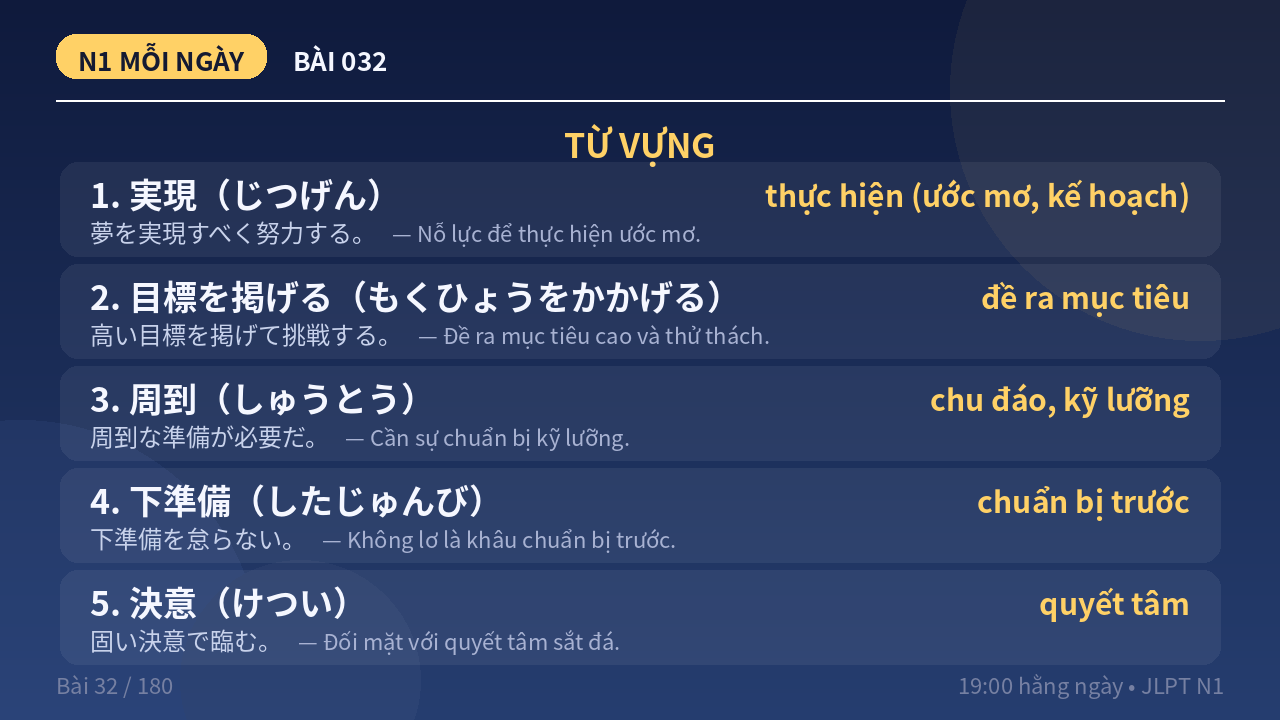 N1 MỖI NGÀY BÀI 032
TỪ VỰNG
1. 実現（じつげん） thực hiện (ước mơ, kế hoạch)
夢を実現すべく努力する。 — Nỗ lực để thực hiện ước mơ.
2. 目標を掲げる（もくひょうをかかげる） đề ra mục tiêu
高い目標を掲げて挑戦する。 — Đề ra mục tiêu cao và thử thách.
3. 周到（しゅうとう） chu đáo, kỹ lưỡng
周到な準備が必要だ。 — Cần sự chuẩn bị kỹ lưỡng.
4. 下準備（したじゅんび） chuẩn bị trước
下準備を怠らない。 — Không lơ là khâu chuẩn bị trước.
5. 決意（けつい） quyết tâm
固い決意で臨む。 — Đối mặt với quyết tâm sắt đá.
Bài 32 / 180 19:00 hằng ngày • JLPT N1